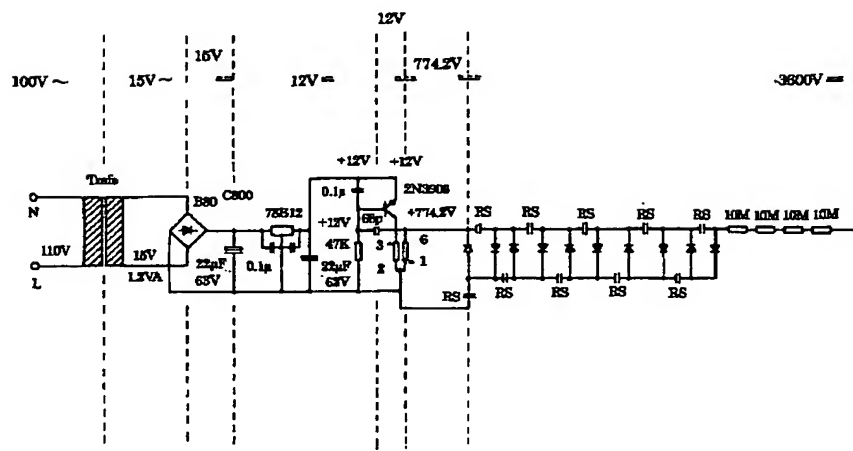 12V
15V
774.2V
100V ~
15V ~
12V
-3600V
Trafo
B80
C800
+12V +12V
2N3906
0.1µ
+774.2V
N
78S12
+12V
68p
RS RS RS RS RS
10M 10M 10M 10M
110V
47K
3
6
15V
22µF
0.1µ
22µF
2
1
L
1.2VA
63V
63V
RS
RS RS RS RS